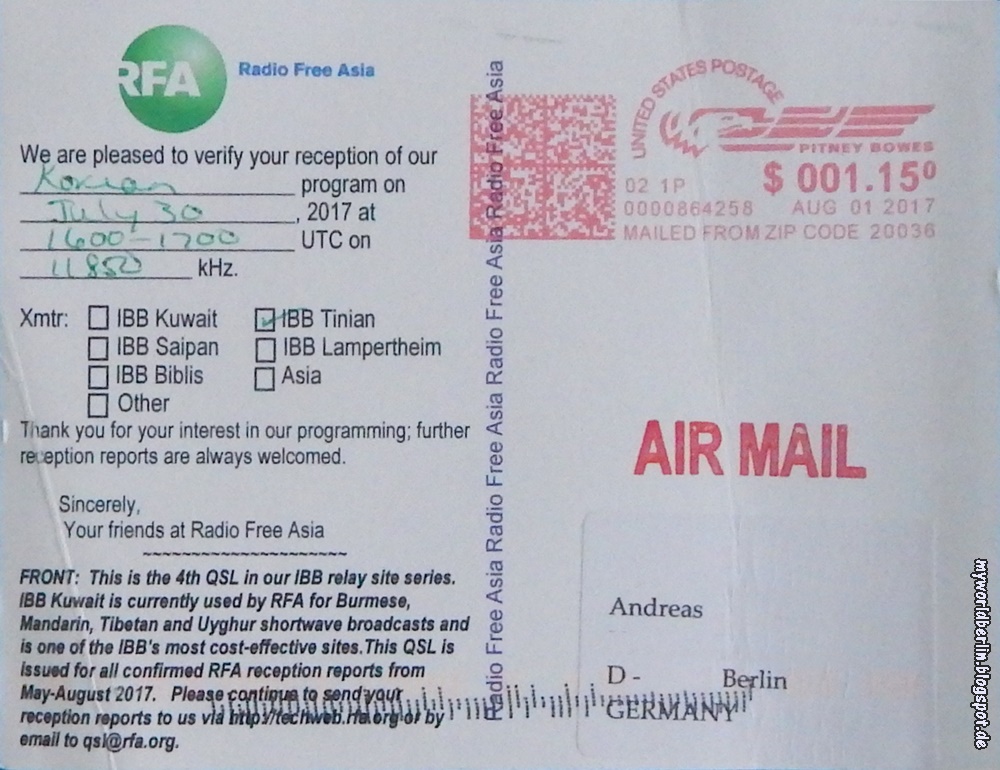 RFA
Radio Free Asia
We are pleased to verify your reception of our
Korean program on
July 30, 2017 at
1600-1700 UTC on
11850 kHz.
Xmtr: ☐ IBB Kuwait ☑ IBB Tinian
☐ IBB Saipan ☐ IBB Lampertheim
☐ IBB Biblis ☐ Asia
☐ Other
Thank you for your interest in our programming; further
reception reports are always welcomed.
Sincerely,
Your friends at Radio Free Asia
~~~~~~~~~~~~~~~~~~~~~
FRONT: This is the 4th QSL in our IBB relay site series.
IBB Kuwait is currently used by RFA for Burmese,
Mandarin, Tibetan and Uyghur shortwave broadcasts and
is one of the IBB's most cost-effective sites.This QSL is
issued for all confirmed RFA reception reports from
May-August 2017. Please continue to send your
reception reports to us via http://techweb.rfa.org or by
email to qsl@rfa.org.
Radio Free Asia Radio Free Asia Radio Free Asia Radio Free Asia Radio Free Asia
UNITED STATES POSTAGE
PITNEY BOWES
02 1P $ 001.15⁰
0000864258 AUG 01 2017
MAILED FROM ZIP CODE 20036
AIR MAIL
Andreas
D - Berlin
GERMANY
myworldberlin.blogspot.de